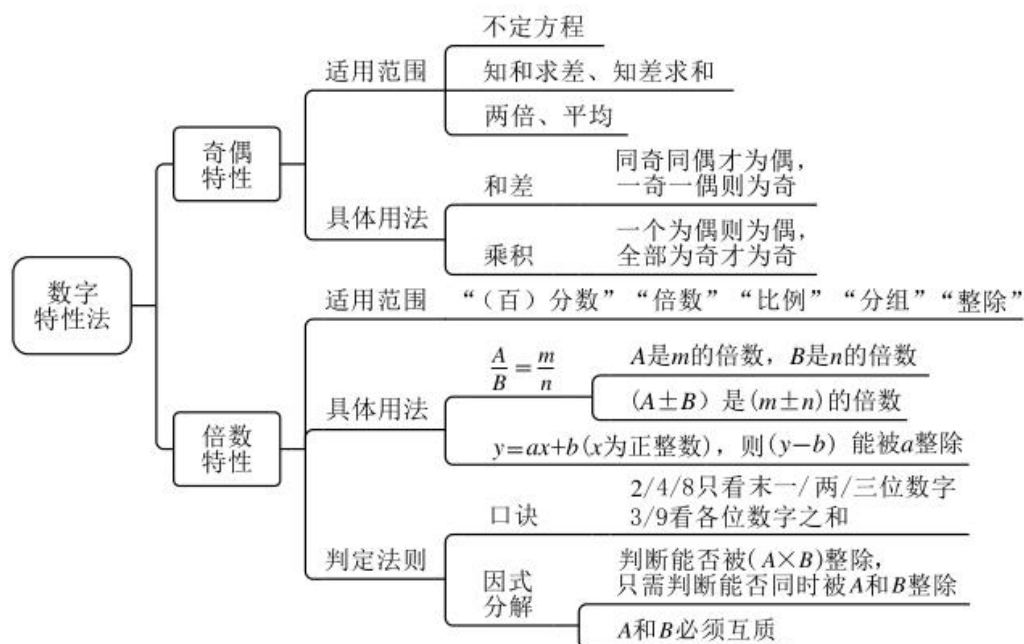 数字
特性法
奇偶
特性
适用范围
不定方程
知和求差、知差求和
两倍、平均
具体用法
和差
同奇同偶才为偶，
一奇一偶则为奇
乘积
一个为偶则为偶，
全部为奇才为奇
倍数
特性
适用范围
“（百）分数”“倍数”“比例”“分组”“整除”
具体用法
A/B=m/n
A是m的倍数，B是n的倍数
(A±B）是(m±n)的倍数
y=ax+b(x为正整数)，则(y−b) 能被a整除
判定法则
口诀
2/4/8只看末一/两/三位数字
3/9看各位数字之和
因式
分解
判断能否被(A×B)整除，
只需判断能否同时被A和B整除
A和B必须互质